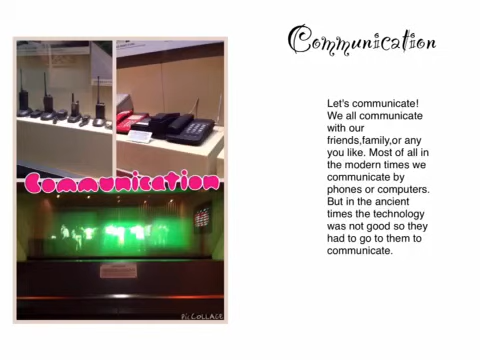 Communication
Let's communicate!
We all communicate
with our
friends,family,or any
you like. Most of all in
the modern times we
communicate by
phones or computers.
But in the ancient
times the technology
was not good so they
had to go to them to
communicate.
Communication
PicCOLLAGE